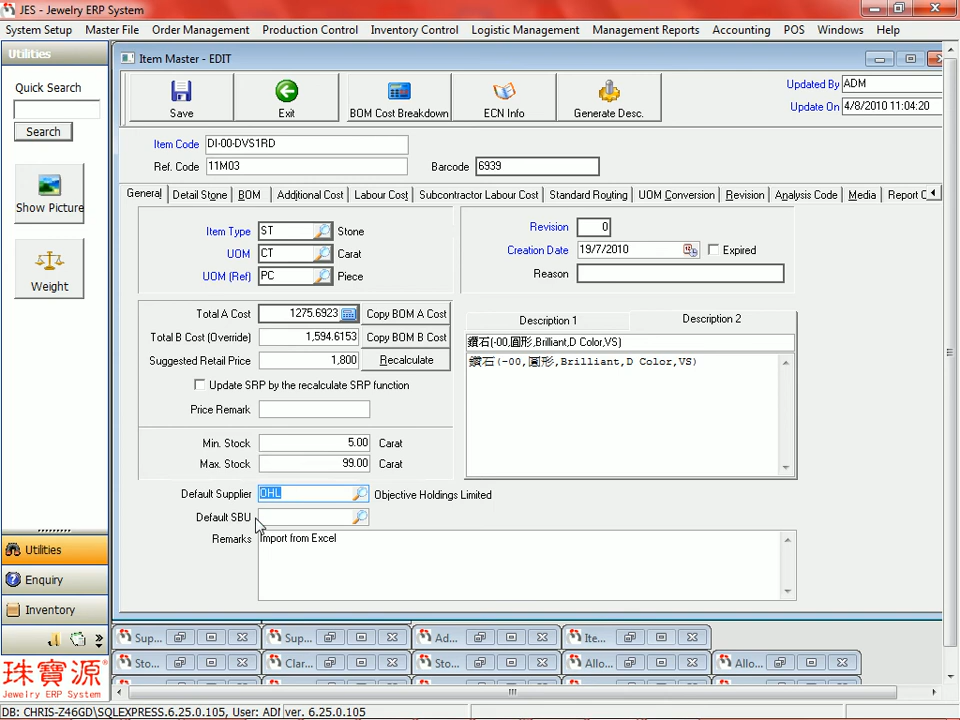 JES - Jewelry ERP System
System Setup Master File Order Management Production Control Inventory Control Logistic Management Management Reports Accounting POS Windows Help
Utilities
Quick Search
Search
Show Picture
Weight
Utilities
Enquiry
Inventory
珠寶源®
Jewelry ERP System
Item Master - EDIT
Save Exit BOM Cost Breakdown ECN Info Generate Desc.
Updated By ADM
Update On 4/8/2010 11:04:20
Item Code DI-00-DVS1RD
Ref. Code 11M03 Barcode 6939
General Detail Stone BOM Additional Cost Labour Cost Subcontractor Labour Cost Standard Routing UOM Conversion Revision Analysis Code Media Report C
Item Type ST Stone
UOM CT Carat
UOM (Ref) PC Piece
Revision 0
Creation Date 19/7/2010 Expired
Reason
Total A Cost 1275.6923 Copy BOM A Cost
Total B Cost (Override) 1,594.6153 Copy BOM B Cost
Suggested Retail Price 1,800 Recalculate
Update SRP by the recalculate SRP function
Price Remark
Description 1 Description 2
鑽石(-00,圓形,Brilliant,D Color,VS)
鑽石(-00,圓形,Brilliant,D Color,VS)
Min. Stock 5.00 Carat
Max. Stock 99.00 Carat
Default Supplier OHL Objective Holdings Limited
Default SBU
Remarks Import from Excel
Sup... Sup... Ad... Ite...
Sto... Clar... Sto... Allo... Allo...
DB: CHRIS-Z46GD\SQLEXPRESS.6.25.0.105, User: ADM ver. 6.25.0.105